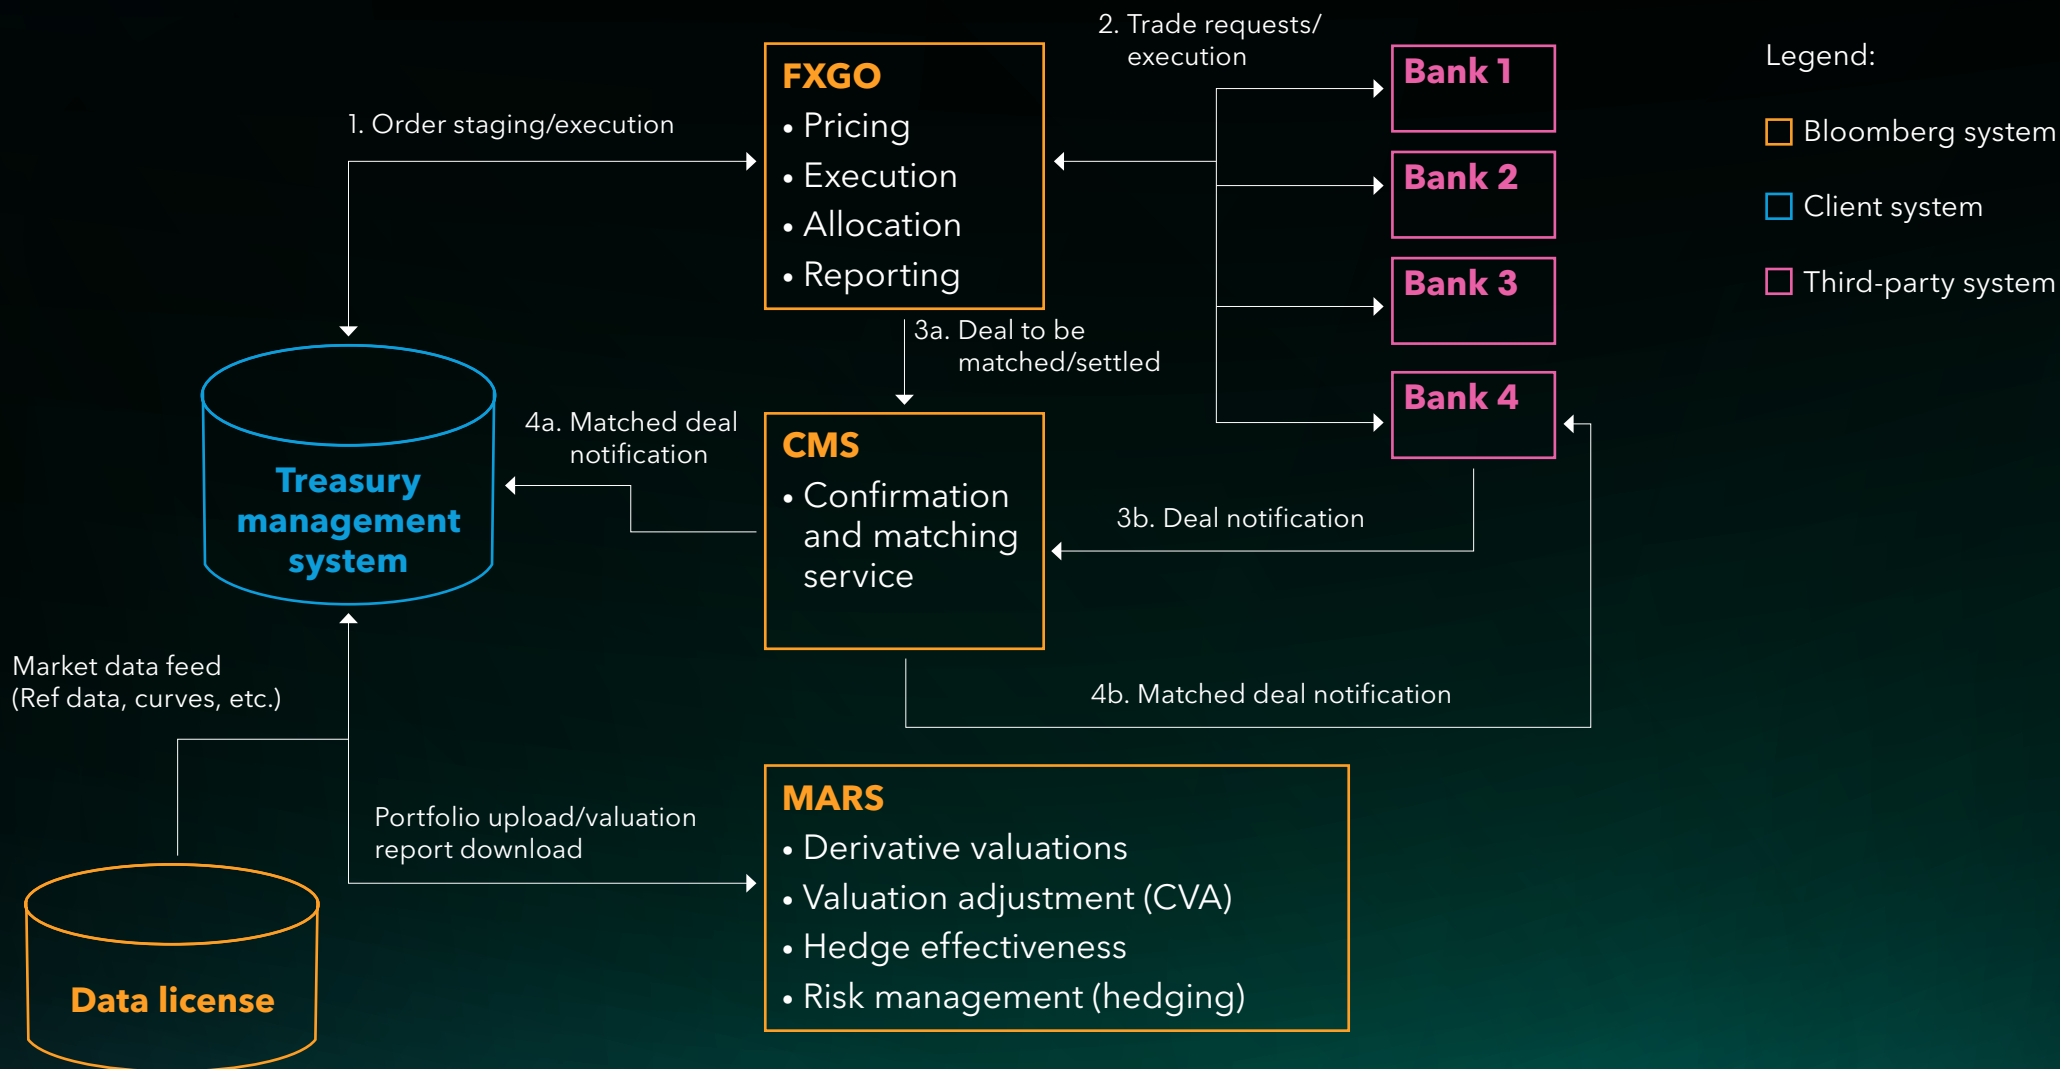 2. Trade requests/
execution
FXGO
• Pricing
• Execution
• Allocation
• Reporting
Bank 1
Bank 2
Bank 3
Bank 4
Legend:
Bloomberg system
Client system
Third-party system
1. Order staging/execution
3a. Deal to be
matched/settled
4a. Matched deal
notification
CMS
• Confirmation
and matching
service
Treasury
management
system
3b. Deal notification
Market data feed
(Ref data, curves, etc.)
4b. Matched deal notification
Portfolio upload/valuation
report download
MARS
• Derivative valuations
• Valuation adjustment (CVA)
• Hedge effectiveness
• Risk management (hedging)
Data license